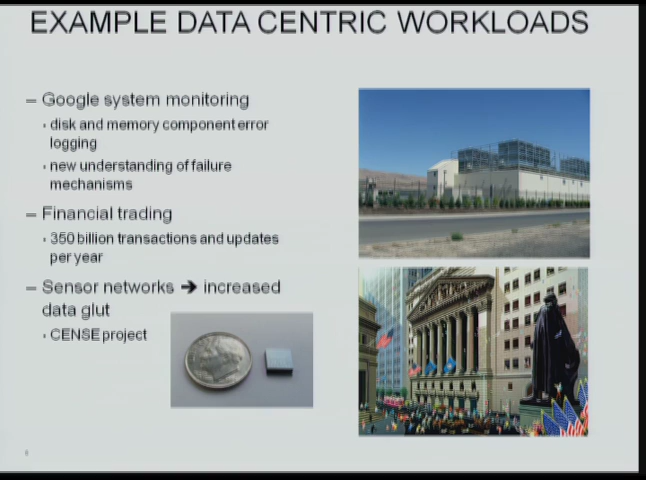 EXAMPLE DATA CENTRIC WORKLOADS
– Google system monitoring
· disk and memory component error
logging
· new understanding of failure
mechanisms
– Financial trading
· 350 billion transactions and updates
per year
– Sensor networks ➔ increased
data glut
· CENSE project